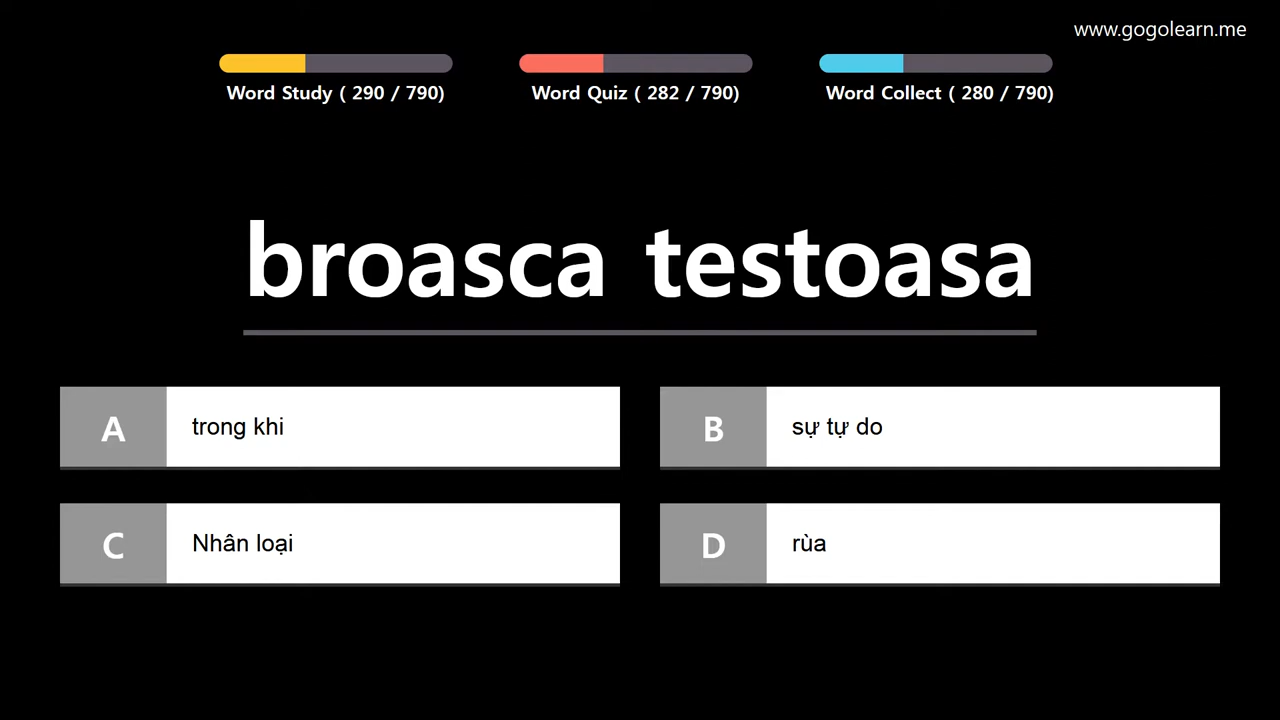 www.gogolearn.me
Word Study ( 290 / 790)
Word Quiz ( 282 / 790)
Word Collect ( 280 / 790)
broasca testoasa
A trong khi
B sự tự do
C Nhân loại
D rùa